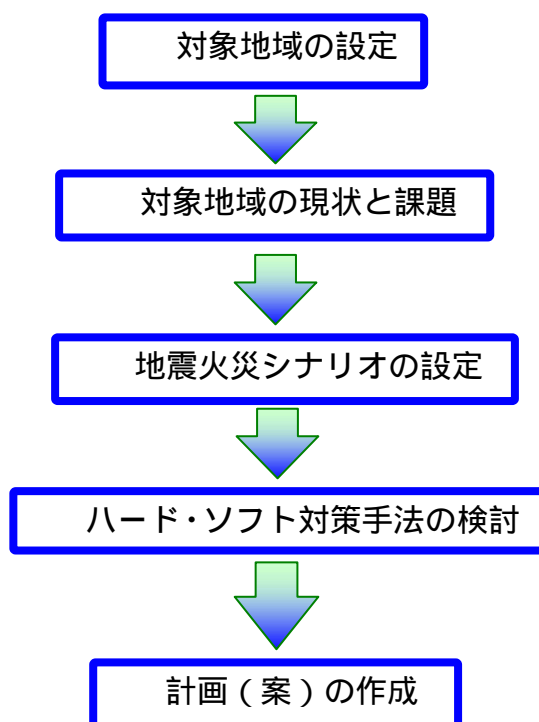 対象地域の設定
対象地域の現状と課題
地震火災シナリオの設定
ハード・ソフト対策手法の検討
計画（案）の作成